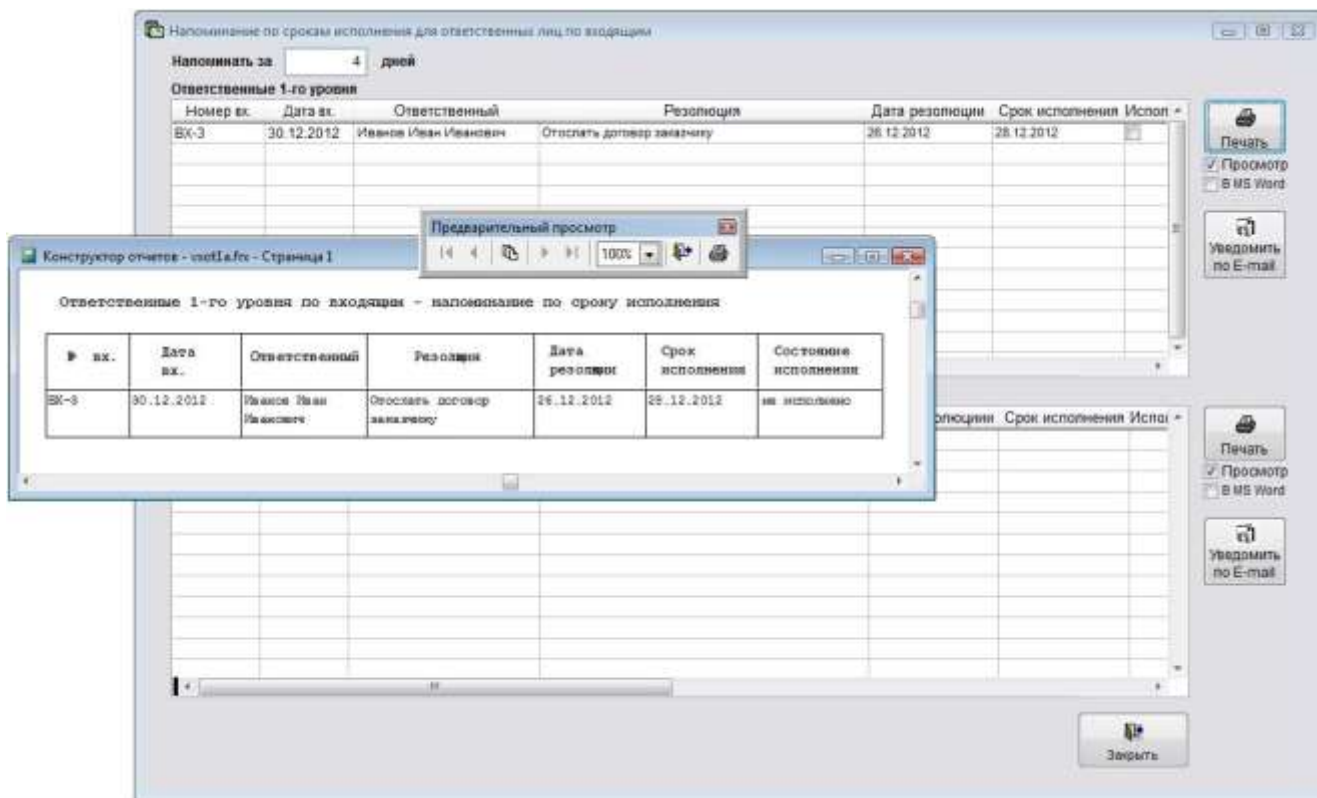 Напоминание по срокам исполнения для ответственных лиц по входящим
Напоминать за 4 дней
Ответственные 1-го уровня
Номер вх. Дата вх. Ответственный Резолюция Дата резолюции Срок исполнения Испол
ВХ-3 30.12.2012 Иванов Иван Иванович Отослать договор заказчику 26.12.2012 28.12.2012
Печать
Просмотр
В MS Word
Уведомить
по E-mail
Предварительный просмотр
100%
Конструктор отчетов - Страница 1
Ответственные 1-го уровня по входящим - напоминание по сроку исполнения
№ вх. Дата вх. Ответственный Резолюция Дата резолюции Срок исполнения Состояние исполнения
ВХ-3 30.12.2012 Иванов Иван Иванович Отослать договор заказчику 26.12.2012 28.12.2012 не исполнено
Срок исполнения Испол
Печать
Просмотр
В MS Word
Уведомить
по E-mail
Закрыть